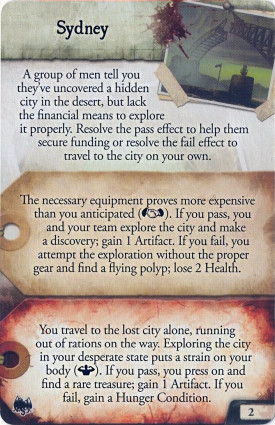 Sydney
A group of men tell you
they've uncovered a hidden
city in the desert, but lack
the financial means to explore
it properly. Resolve the pass effect to help them
secure funding or resolve the fail effect to
travel to the city on your own.
The necessary equipment proves more expensive
than you anticipated ( ). If you pass, you
and your team explore the city and make
a discovery; gain 1 Artifact. If you fail, you
attempt the exploration without the proper
gear and find a flying polyp; lose 2 Health.
You travel to the lost city alone, running
out of rations on the way. Exploring the city
in your desperate state puts a strain on your
body ( ). If you pass, you press on and
find a rare treasure; gain 1 Artifact. If you
fail, gain a Hunger Condition.
2